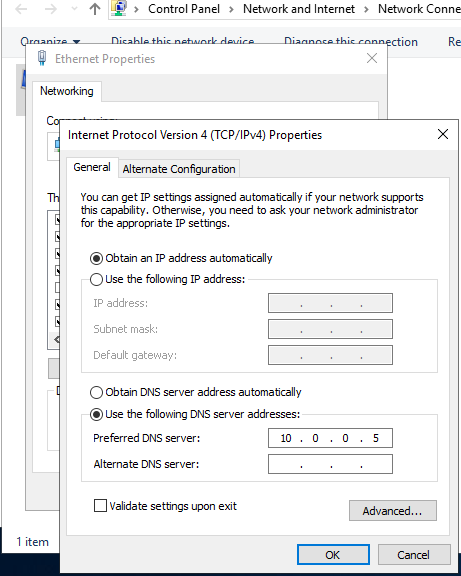 Control Panel > Network and Internet > Network Conne
Organize Disable this network device Diagnose this connection Re
Ethernet Properties
Networking
Internet Protocol Version 4 (TCP/IPv4) Properties
General Alternate Configuration
You can get IP settings assigned automatically if your network supports
this capability. Otherwise, you need to ask your network administrator
for the appropriate IP settings.
Obtain an IP address automatically
Use the following IP address:
IP address: . . .
Subnet mask: . . .
Default gateway: . . .
Obtain DNS server address automatically
Use the following DNS server addresses:
Preferred DNS server: 10 . 0 . 0 . 5
Alternate DNS server: . . .
Validate settings upon exit
Advanced...
OK Cancel
1 item